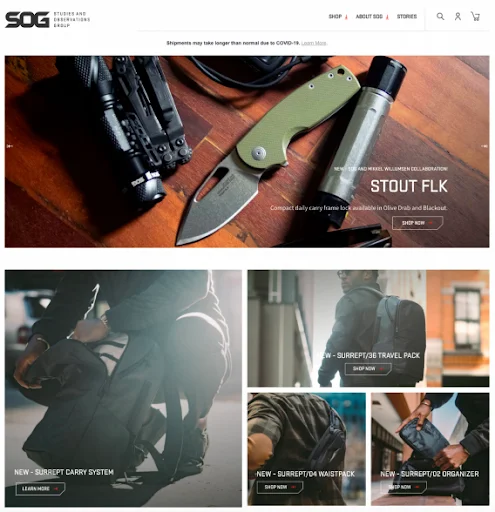 SOG STUDIES AND
OBSERVATIONS
GROUP
SHOP ABOUT SOG STORIES
Shipments may take longer than normal due to COVID-19. Learn More.
NEW - SOG AND MIKKEL WILLUMSEN COLLABORATION!
STOUT FLK
Compact daily carry frame lock available in Olive Drab and Blackout.
SHOP NOW
NEW - SURREPT/36 TRAVEL PACK
SHOP NOW
NEW - SURREPT CARRY SYSTEM
LEARN MORE
NEW - SURREPT/04 WAISTPACK
SHOP NOW
NEW - SURREPT/02 ORGANIZER
SHOP NOW